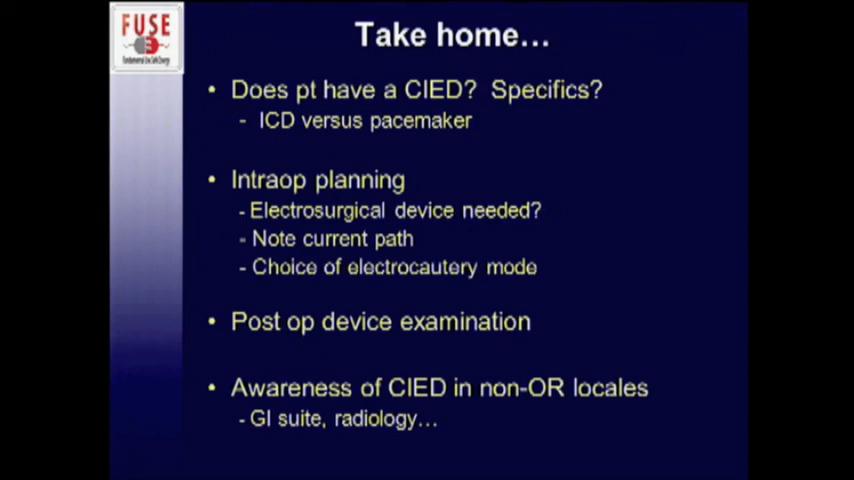 FUSE
Take home…
• Does pt have a CIED? Specifics?
- ICD versus pacemaker
• Intraop planning
- Electrosurgical device needed?
- Note current path
- Choice of electrocautery mode
• Post op device examination
• Awareness of CIED in non-OR locales
- GI suite, radiology…